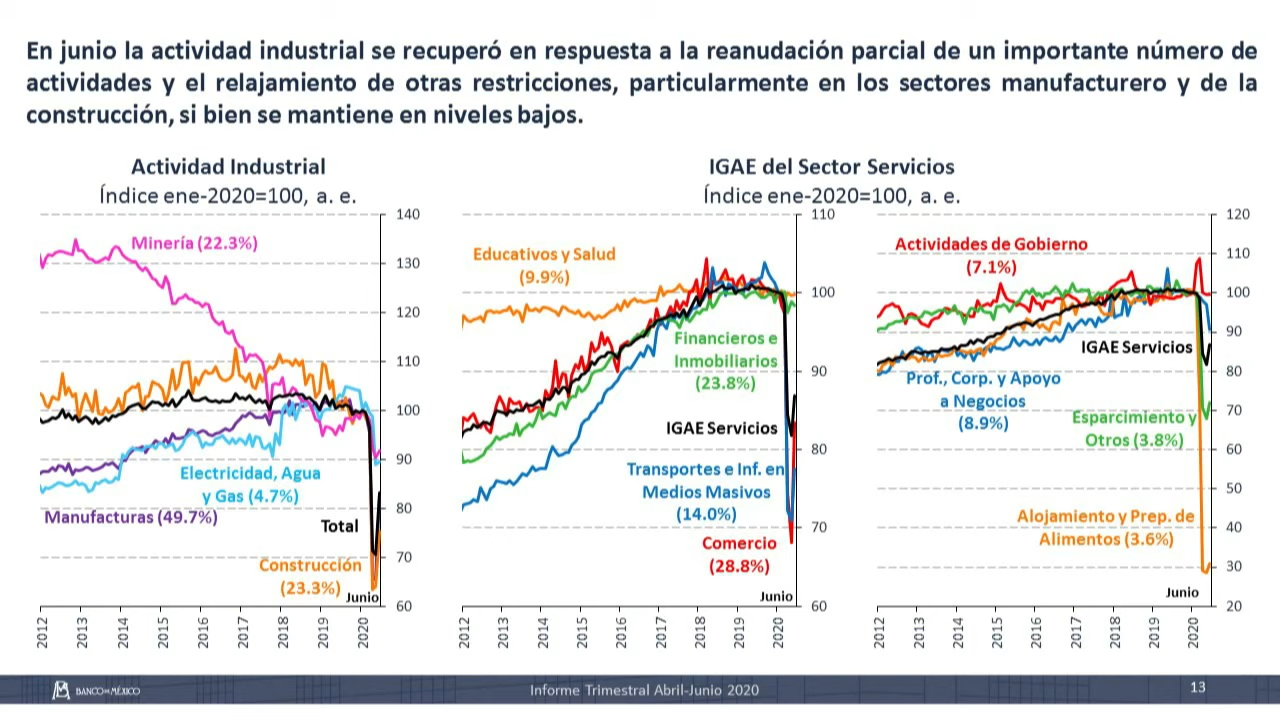 En junio la actividad industrial se recuperó en respuesta a la reanudación parcial de un importante número de
actividades y el relajamiento de otras restricciones, particularmente en los sectores manufacturero y de la
construcción, si bien se mantiene en niveles bajos.
Actividad Industrial
Índice ene-2020=100, a. e.
140
130
120
110
100
90
80
70
60
Minería (22.3%)
Electricidad, Agua
y Gas (4.7%)
Manufacturas (49.7%)
Total
Construcción
(23.3%)
Junio
2012
2013
2014
2015
2016
2017
2018
2019
2020
IGAE del Sector Servicios
Índice ene-2020=100, a. e.
110
100
90
80
70
60
Educativos y Salud
(9.9%)
Financieros e
Inmobiliarios
(23.8%)
IGAE Servicios
Transportes e Inf. en
Medios Masivos
(14.0%)
Comercio
(28.8%)
Junio
2012
2013
2014
2015
2016
2017
2018
2019
2020
120
110
100
90
80
70
60
50
40
30
20
Actividades de Gobierno
(7.1%)
IGAE Servicios
Prof., Corp. y Apoyo
a Negocios
(8.9%)
Esparcimiento y
Otros (3.8%)
Alojamiento y Prep. de
Alimentos (3.6%)
Junio
2012
2013
2014
2015
2016
2017
2018
2019
2020
BANCO DE MÉXICO
Informe Trimestral Abril-Junio 2020
13